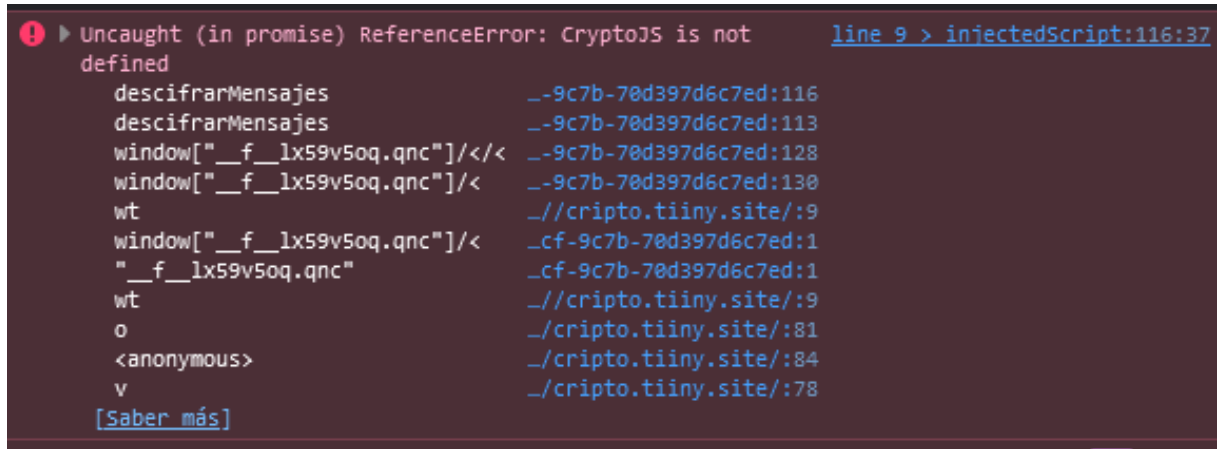 Uncaught (in promise) ReferenceError: CryptoJS is not defined line 9 > injectedScript:116:37
descifrarMensajes …-9c7b-70d397d6c7ed:116
descifrarMensajes …-9c7b-70d397d6c7ed:113
window["__f__lx59v5oq.qnc"]/</< …-9c7b-70d397d6c7ed:128
window["__f__lx59v5oq.qnc"]/< …-9c7b-70d397d6c7ed:130
wt …//cripto.tiiny.site/:9
window["__f__lx59v5oq.qnc"]/< …cf-9c7b-70d397d6c7ed:1
"__f__lx59v5oq.qnc" …cf-9c7b-70d397d6c7ed:1
wt …//cripto.tiiny.site/:9
o …/cripto.tiiny.site/:81
<anonymous> …/cripto.tiiny.site/:84
v …/cripto.tiiny.site/:78
[Saber más]